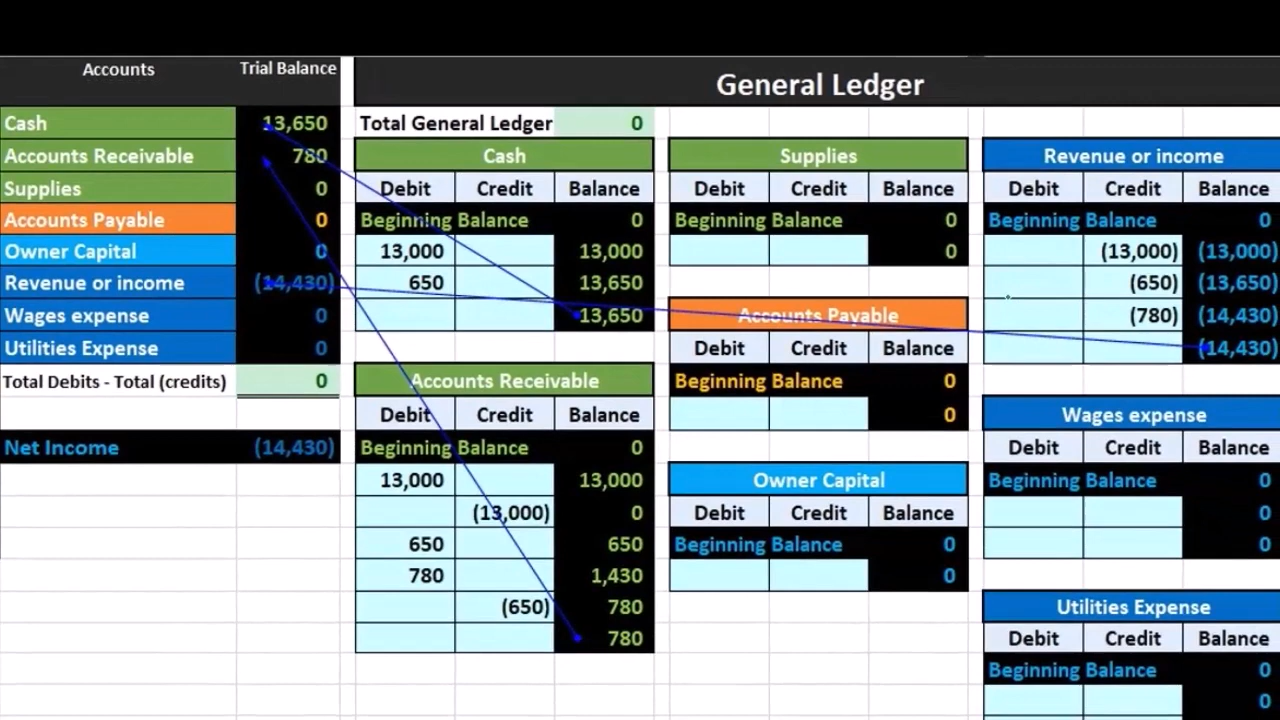 Accounts Trial Balance
Cash 13,650
Accounts Receivable 780
Supplies 0
Accounts Payable 0
Owner Capital 0
Revenue or income (14,430)
Wages expense 0
Utilities Expense 0
Total Debits - Total (credits) 0
Net Income (14,430)
General Ledger
Total General Ledger 0
Cash
Debit Credit Balance
Beginning Balance 0
13,000 13,000
650 13,650
13,650
Accounts Receivable
Debit Credit Balance
Beginning Balance 0
13,000 13,000
(13,000) 0
650 650
780 1,430
(650) 780
780
Supplies
Debit Credit Balance
Beginning Balance 0
0
Accounts Payable
Debit Credit Balance
Beginning Balance 0
0
Owner Capital
Debit Credit Balance
Beginning Balance 0
0
Revenue or income
Debit Credit Balance
Beginning Balance 0
(13,000) (13,000)
(650) (13,650)
(780) (14,430)
(14,430)
Wages expense
Debit Credit Balance
Beginning Balance 0
0
0
Utilities Expense
Debit Credit Balance
Beginning Balance 0
0